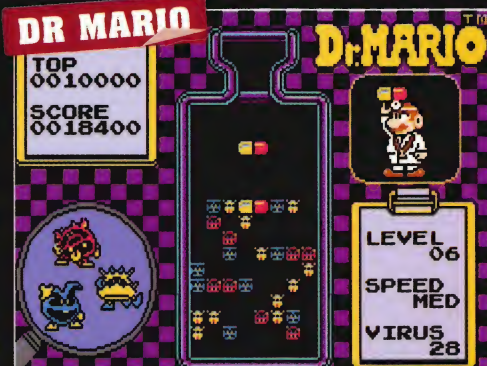 DR MARIO
TOP
0010000
SCORE
0018400
Dr. MARIO TM
LEVEL
06
SPEED
MED
VIRUS
28